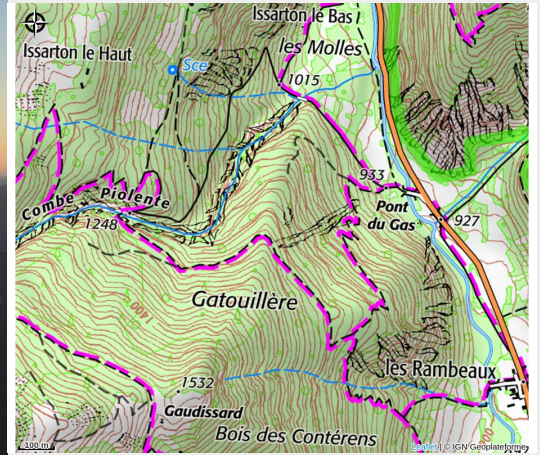 Issarton le Bas
Issarton le Haut
les Molles
Sce
1015
933
Combe Piolente
Pont
du Gas
927
1248
Gatouillère
1400
les Rambeaux
1532
Gaudissard
Bois des Contérens
100 m
Leaflet | © IGN Geoplateforme